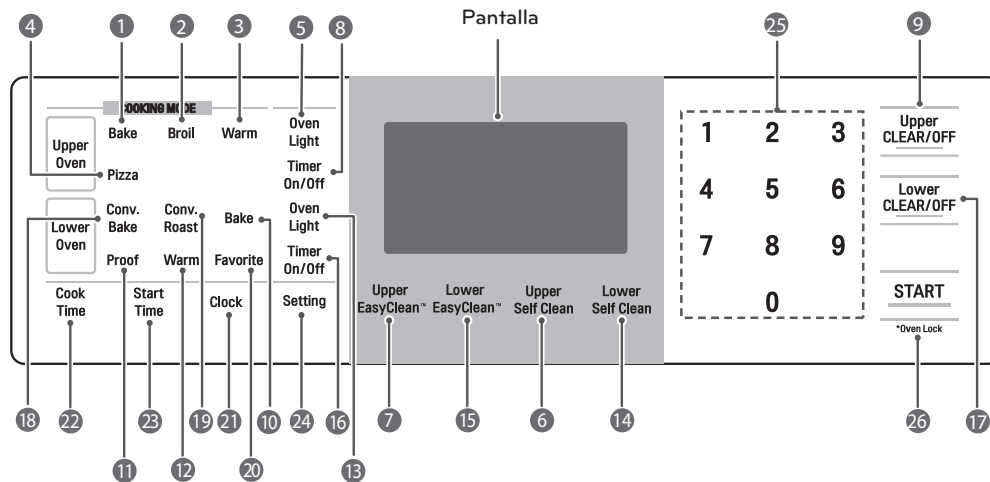 Pantalla
4
1
2
3
5
8
25
9
COOKING MODE
Upper
Oven
Bake
Broil
Warm
Oven
Light
Pizza
Timer
On/Off
Lower
Oven
Conv.
Bake
Conv.
Roast
Bake
Oven
Light
Proof
Warm
Favorite
Timer
On/Off
Cook
Time
Start
Time
Clock
Setting
Upper
EasyClean™
Lower
EasyClean™
Upper
Self Clean
Lower
Self Clean
1 2 3
4 5 6
7 8 9
0
Upper
CLEAR/OFF
Lower
CLEAR/OFF
START
*Oven Lock
18
22
23
19
21
10
24
16
7
15
6
14
26
17
11
12
20
13